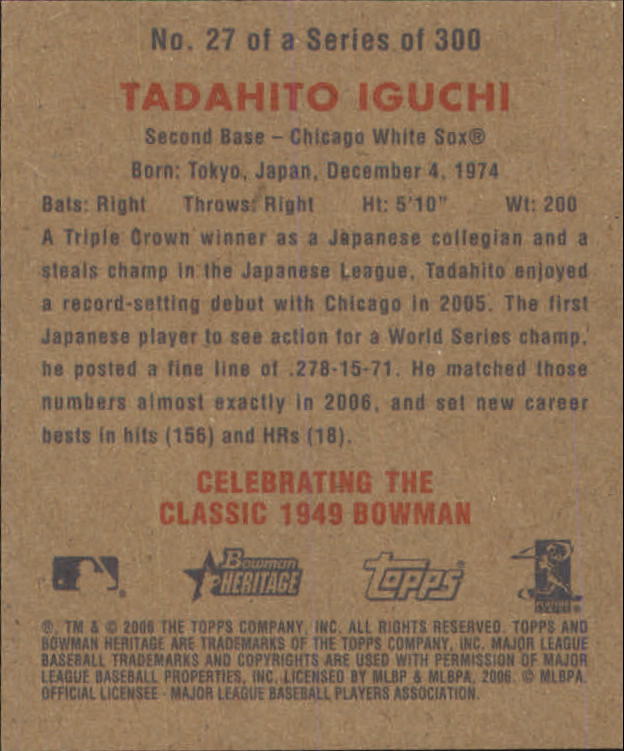 No. 27 of a Series of 300
TADAHITO IGUCHI
Second Base – Chicago White Sox®
Born: Tokyo, Japan, December 4, 1974
Bats: Right Throws: Right Ht: 5'10" Wt: 200
A Triple Crown winner as a Japanese collegian and a
steals champ in the Japanese League, Tadahito enjoyed
a record-setting debut with Chicago in 2005. The first
Japanese player to see action for a World Series champ,
he posted a fine line of .278-15-71. He matched those
numbers almost exactly in 2006, and set new career
bests in hits (156) and HRs (18).
CELEBRATING THE
CLASSIC 1949 BOWMAN
Bowman
HERITAGE
Topps®
®, TM & © 2006 THE TOPPS COMPANY, INC. ALL RIGHTS RESERVED. TOPPS AND
BOWMAN HERITAGE ARE TRADEMARKS OF THE TOPPS COMPANY, INC. MAJOR LEAGUE
BASEBALL TRADEMARKS AND COPYRIGHTS ARE USED WITH PERMISSION OF MAJOR
LEAGUE BASEBALL PROPERTIES, INC. LICENSED BY MLBP & MLBPA, 2006. © MLBPA.
OFFICIAL LICENSEE - MAJOR LEAGUE BASEBALL PLAYERS ASSOCIATION.